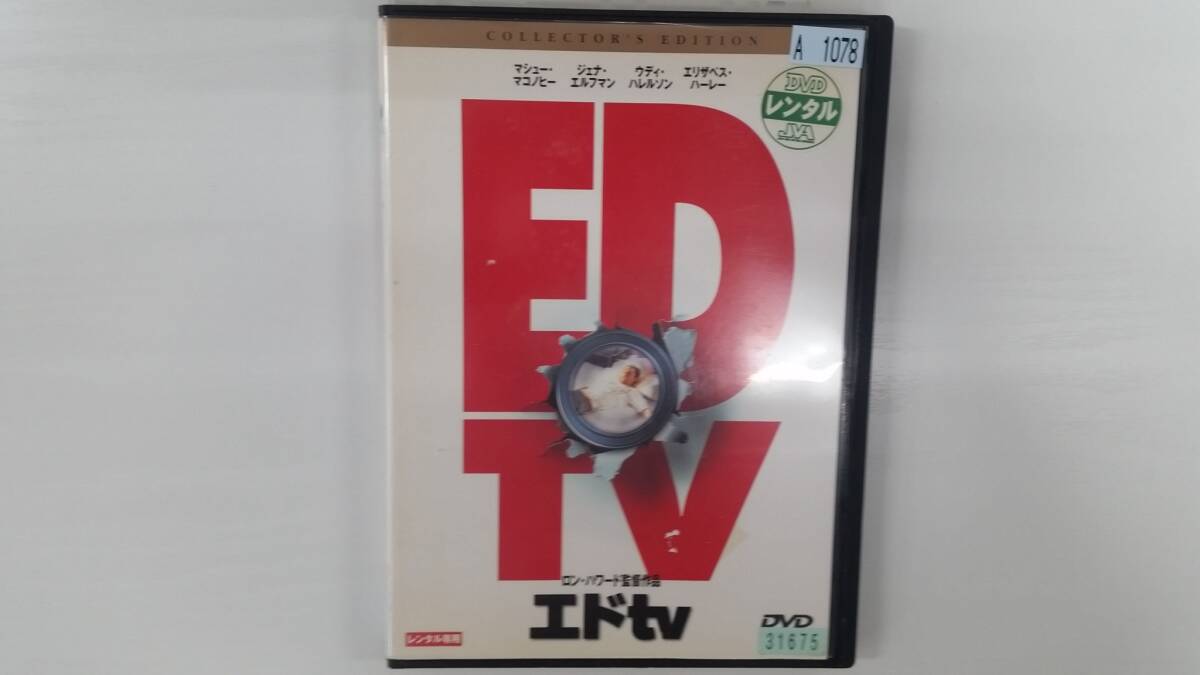 COLLECTOR'S EDITION
A 1078
マシュー・マコノヒー
ジェナ・エルフマン
ウディ・ハレルソン
エリザベス・ハーレー
DVD
レンタル
JVA
ED
TV
ロン・ハワード監督作品
エドtv
レンタル専用
DVD
31675